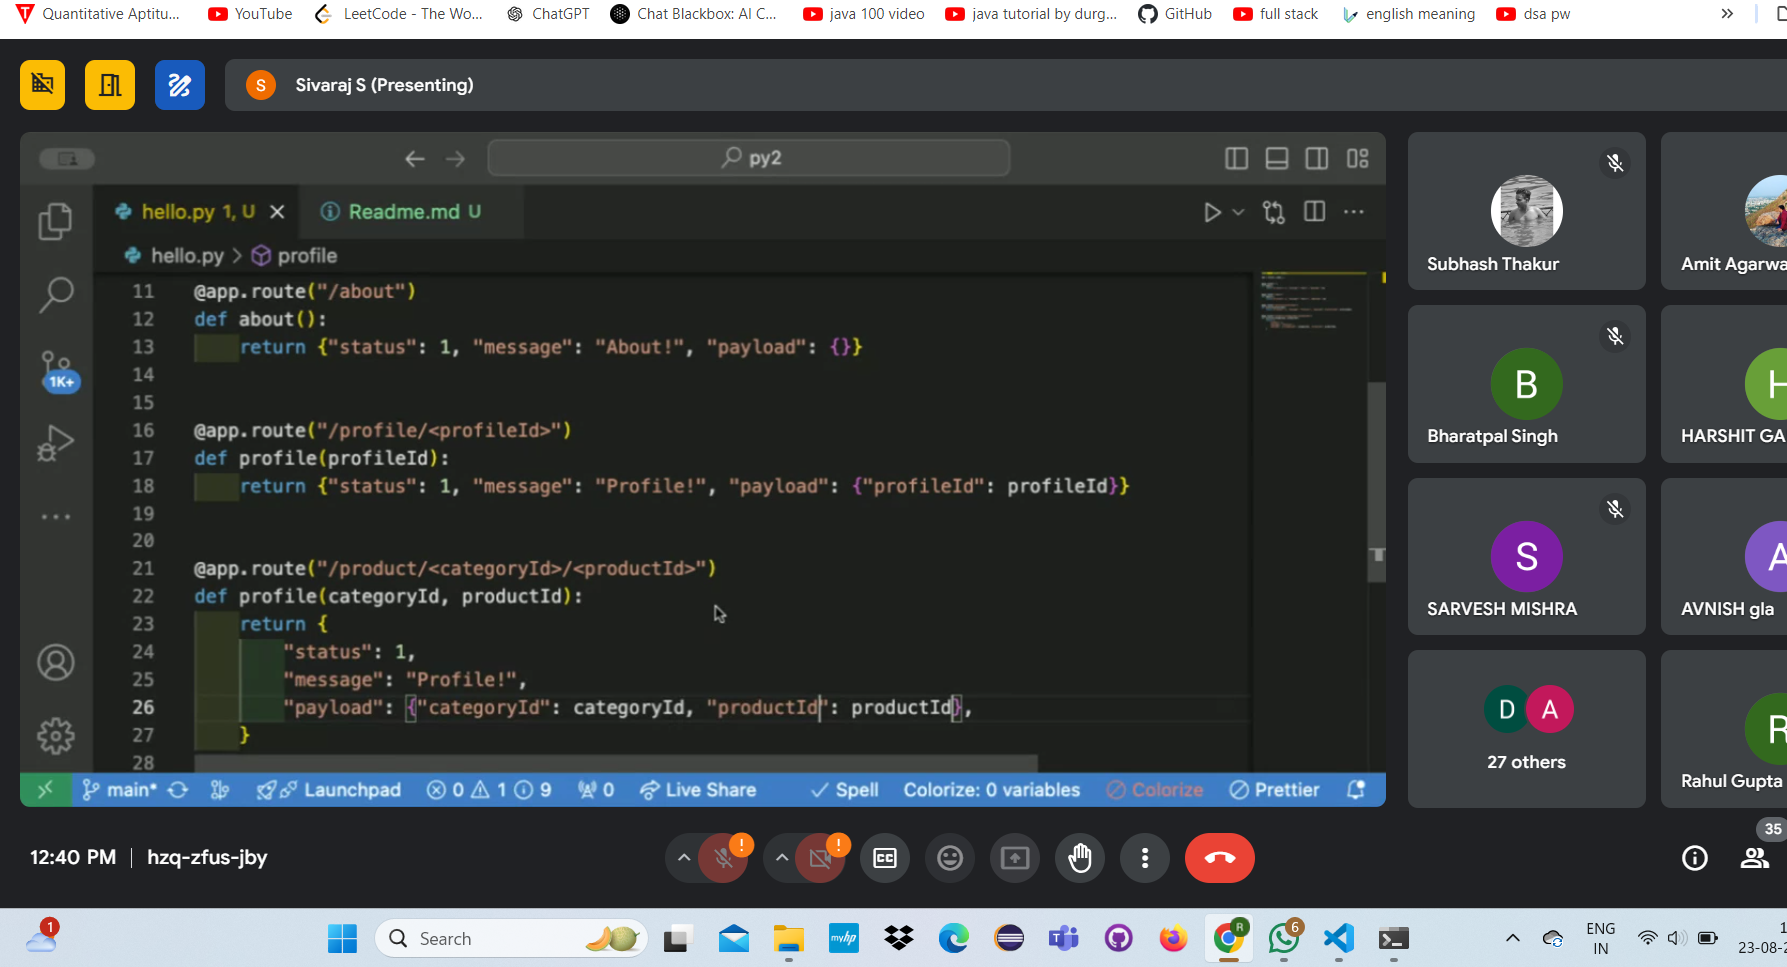 Quantitative Aptitu... YouTube LeetCode - The Wo... ChatGPT Chat Blackbox: AI C... java 100 video java tutorial by durg... GitHub full stack english meaning dsa pw
S Sivaraj S (Presenting)
py2
hello.py 1, U Readme.md U
hello.py > profile
11 @app.route("/about")
12 def about():
13 return {"status": 1, "message": "About!", "payload": {}}
14
15
16 @app.route("/profile/<profileId>")
17 def profile(profileId):
18 return {"status": 1, "message": "Profile!", "payload": {"profileId": profileId}}
19
20
21 @app.route("/product/<categoryId>/<productId>")
22 def profile(categoryId, productId):
23 return {
24 "status": 1,
25 "message": "Profile!",
26 "payload": {"categoryId": categoryId, "productId": productId},
27 }
28
1K+
main* Launchpad 0 1 9 0 Live Share Spell Colorize: 0 variables Colorize Prettier
Subhash Thakur
Amit Agarwa
B
Bharatpal Singh
H
HARSHIT GA
S
SARVESH MISHRA
A
AVNISH gla
D A
27 others
R
Rahul Gupta
12:40 PM | hzq-zfus-jby
! ! CC
35
1
Search
myhp
R
6
ENG
IN
23-08-2